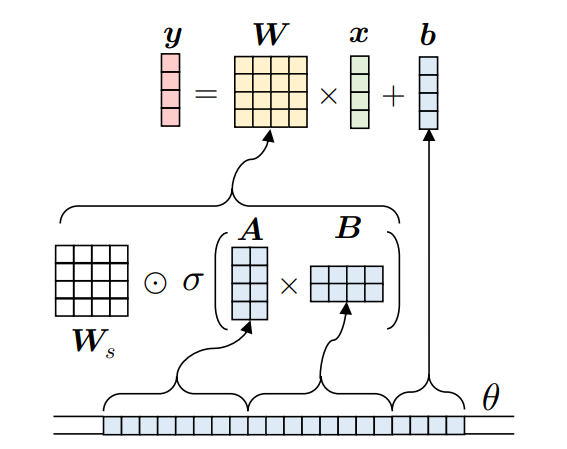 y W x b
= × +
A B
W_s ⊙ σ ( × )
θ